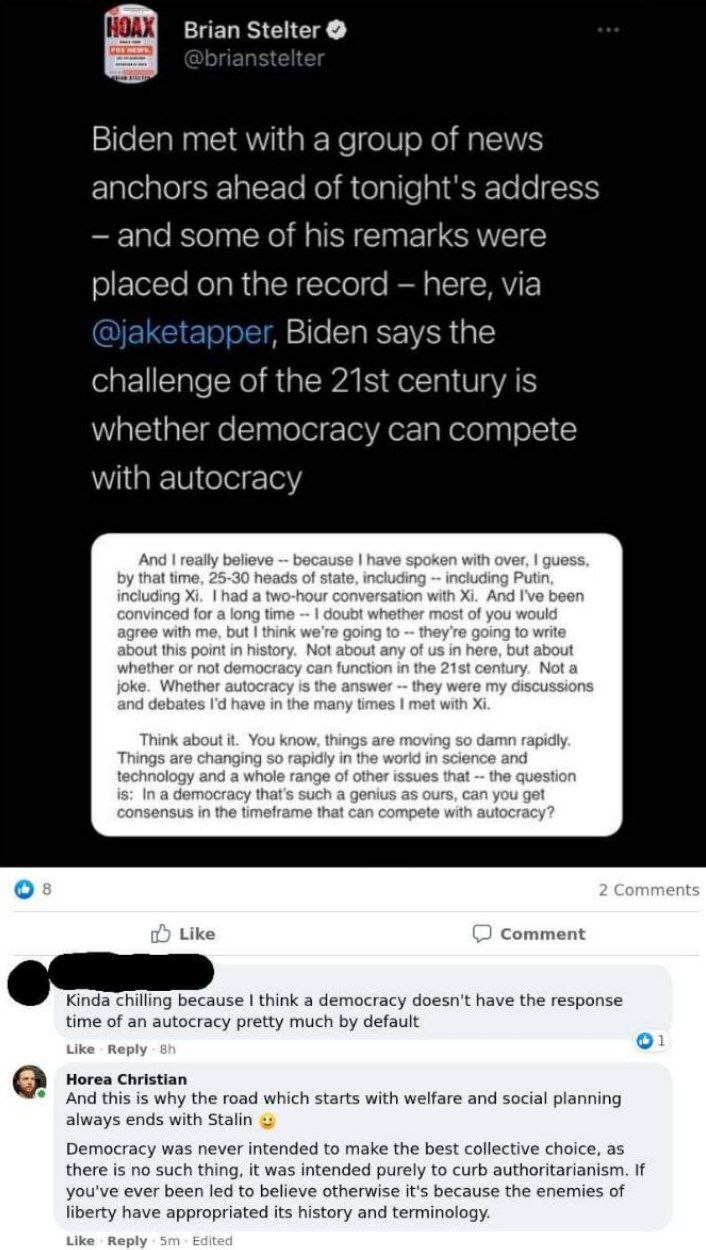 HOAX
FOX NEWS
BRIAN STELTER
Brian Stelter
@brianstelter
Biden met with a group of news
anchors ahead of tonight's address
– and some of his remarks were
placed on the record – here, via
@jaketapper, Biden says the
challenge of the 21st century is
whether democracy can compete
with autocracy
And I really believe -- because I have spoken with over, I guess,
by that time, 25-30 heads of state, including -- including Putin,
including Xi. I had a two-hour conversation with Xi. And I've been
convinced for a long time -- I doubt whether most of you would
agree with me, but I think we're going to -- they're going to write
about this point in history. Not about any of us in here, but about
whether or not democracy can function in the 21st century. Not a
joke. Whether autocracy is the answer -- they were my discussions
and debates I'd have in the many times I met with Xi.
Think about it. You know, things are moving so damn rapidly.
Things are changing so rapidly in the world in science and
technology and a whole range of other issues that -- the question
is: In a democracy that's such a genius as ours, can you get
consensus in the timeframe that can compete with autocracy?
8
2 Comments
Like
Comment
Kinda chilling because I think a democracy doesn't have the response
time of an autocracy pretty much by default
1
Like · Reply · 8h
Horea Christian
And this is why the road which starts with welfare and social planning
always ends with Stalin 🙂
Democracy was never intended to make the best collective choice, as
there is no such thing, it was intended purely to curb authoritarianism. If
you've ever been led to believe otherwise it's because the enemies of
liberty have appropriated its history and terminology.
Like · Reply · 5m · Edited